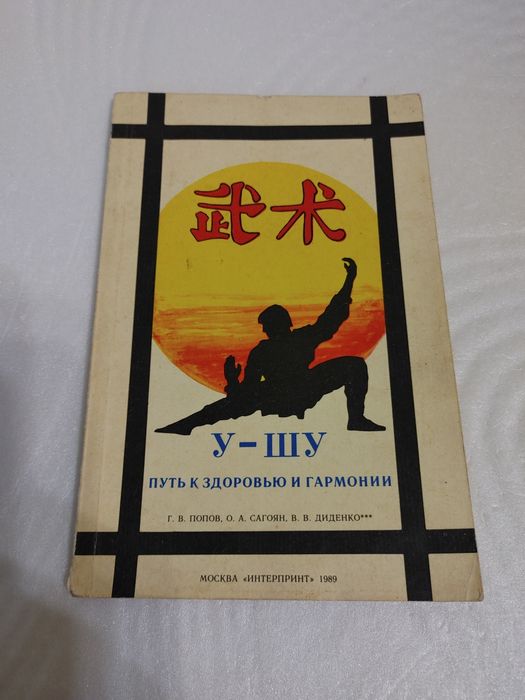 武术
У-ШУ
ПУТЬ К ЗДОРОВЬЮ И ГАРМОНИИ
Г. В. ПОПОВ, О. А. САГОЯН, В. В. ДИДЕНКО***
МОСКВА «ИНТЕРПРИНТ» 1989